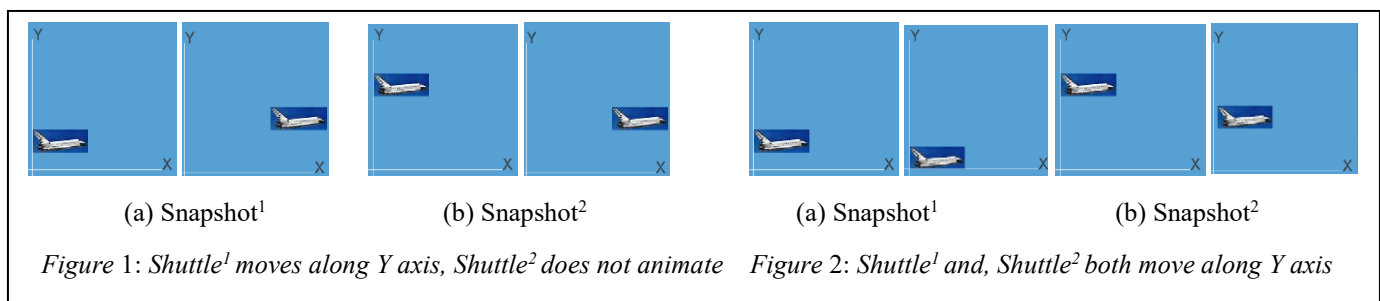 Y Y Y Y Y Y Y Y
X X X X X X X X
(a) Snapshot¹ (b) Snapshot² (a) Snapshot¹ (b) Snapshot²
Figure 1: Shuttle¹ moves along Y axis, Shuttle² does not animate Figure 2: Shuttle¹ and, Shuttle² both move along Y axis